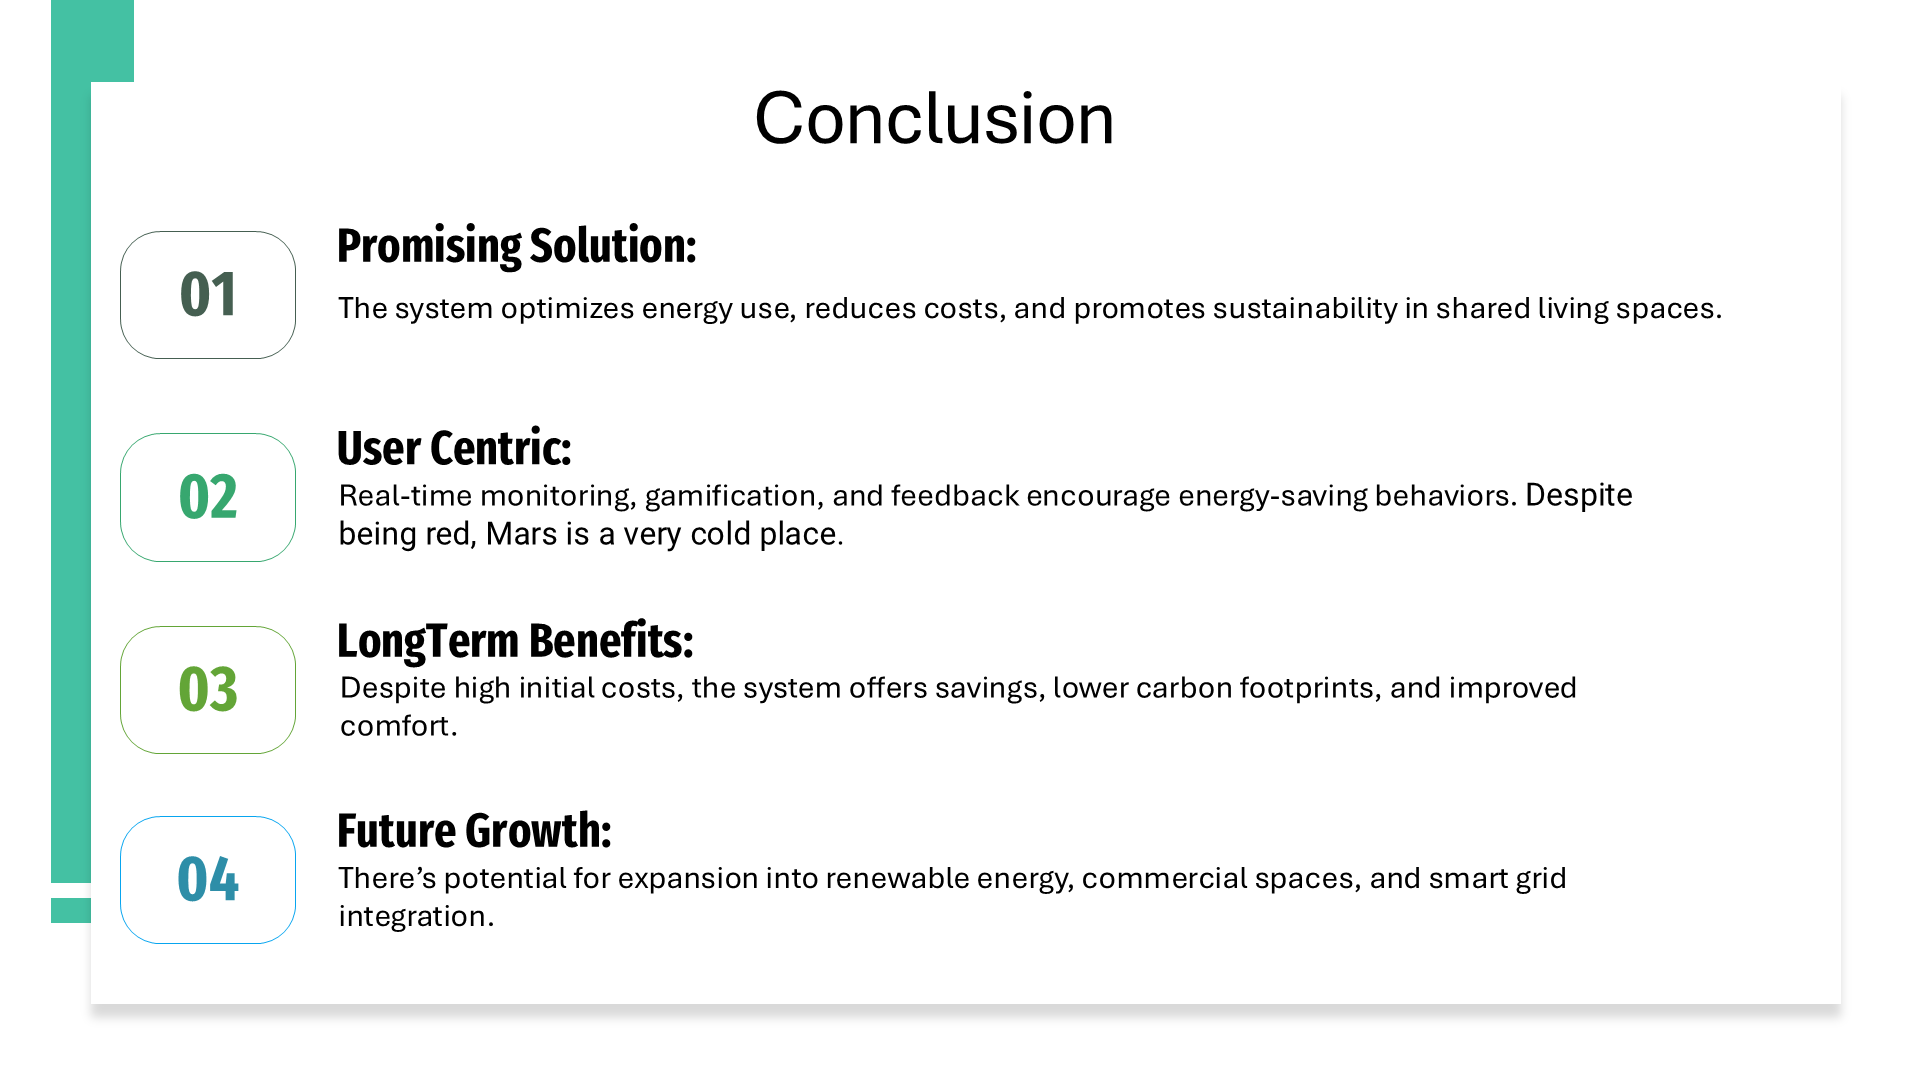 Conclusion
01
Promising Solution:
The system optimizes energy use, reduces costs, and promotes sustainability in shared living spaces.
02
User Centric:
Real-time monitoring, gamification, and feedback encourage energy-saving behaviors. Despite
being red, Mars is a very cold place.
03
LongTerm Benefits:
Despite high initial costs, the system offers savings, lower carbon footprints, and improved
comfort.
04
Future Growth:
There’s potential for expansion into renewable energy, commercial spaces, and smart grid
integration.